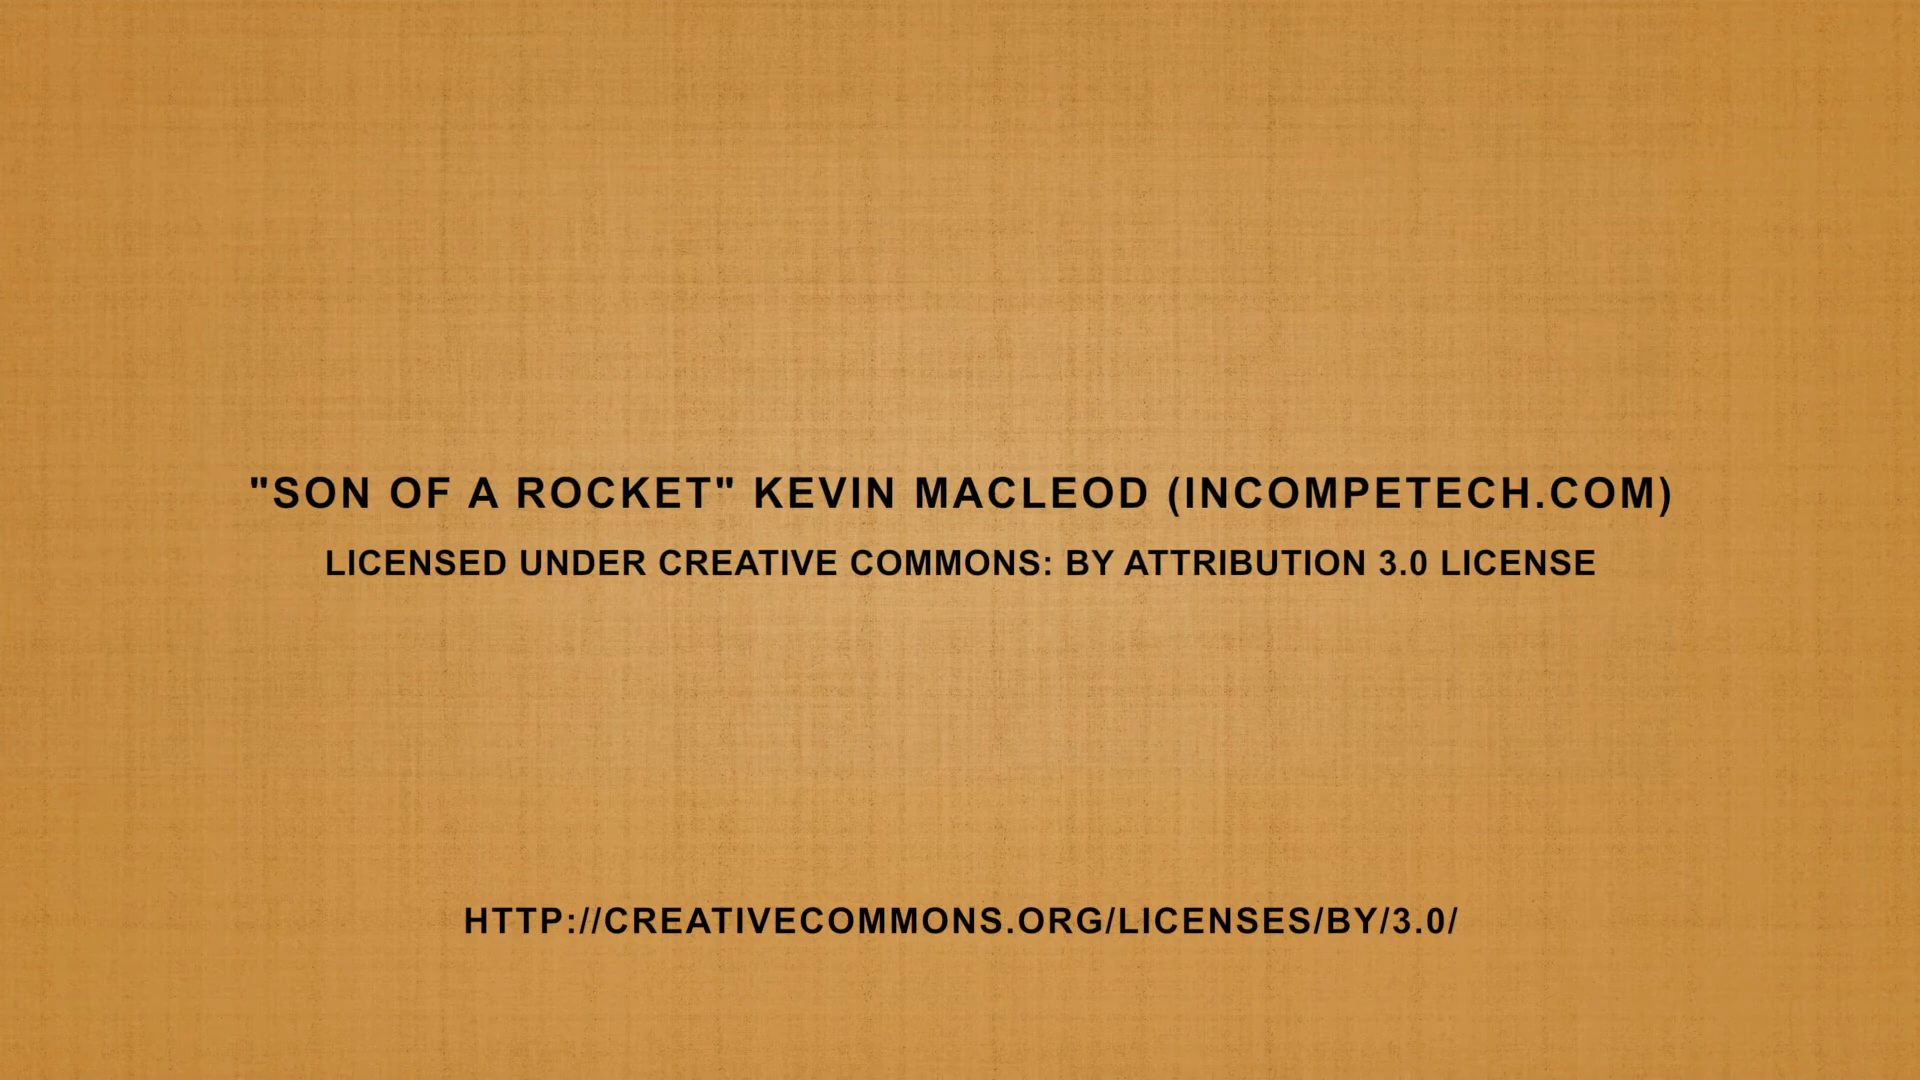 "SON OF A ROCKET" KEVIN MACLEOD (INCOMPETECH.COM)
LICENSED UNDER CREATIVE COMMONS: BY ATTRIBUTION 3.0 LICENSE
HTTP://CREATIVECOMMONS.ORG/LICENSES/BY/3.0/